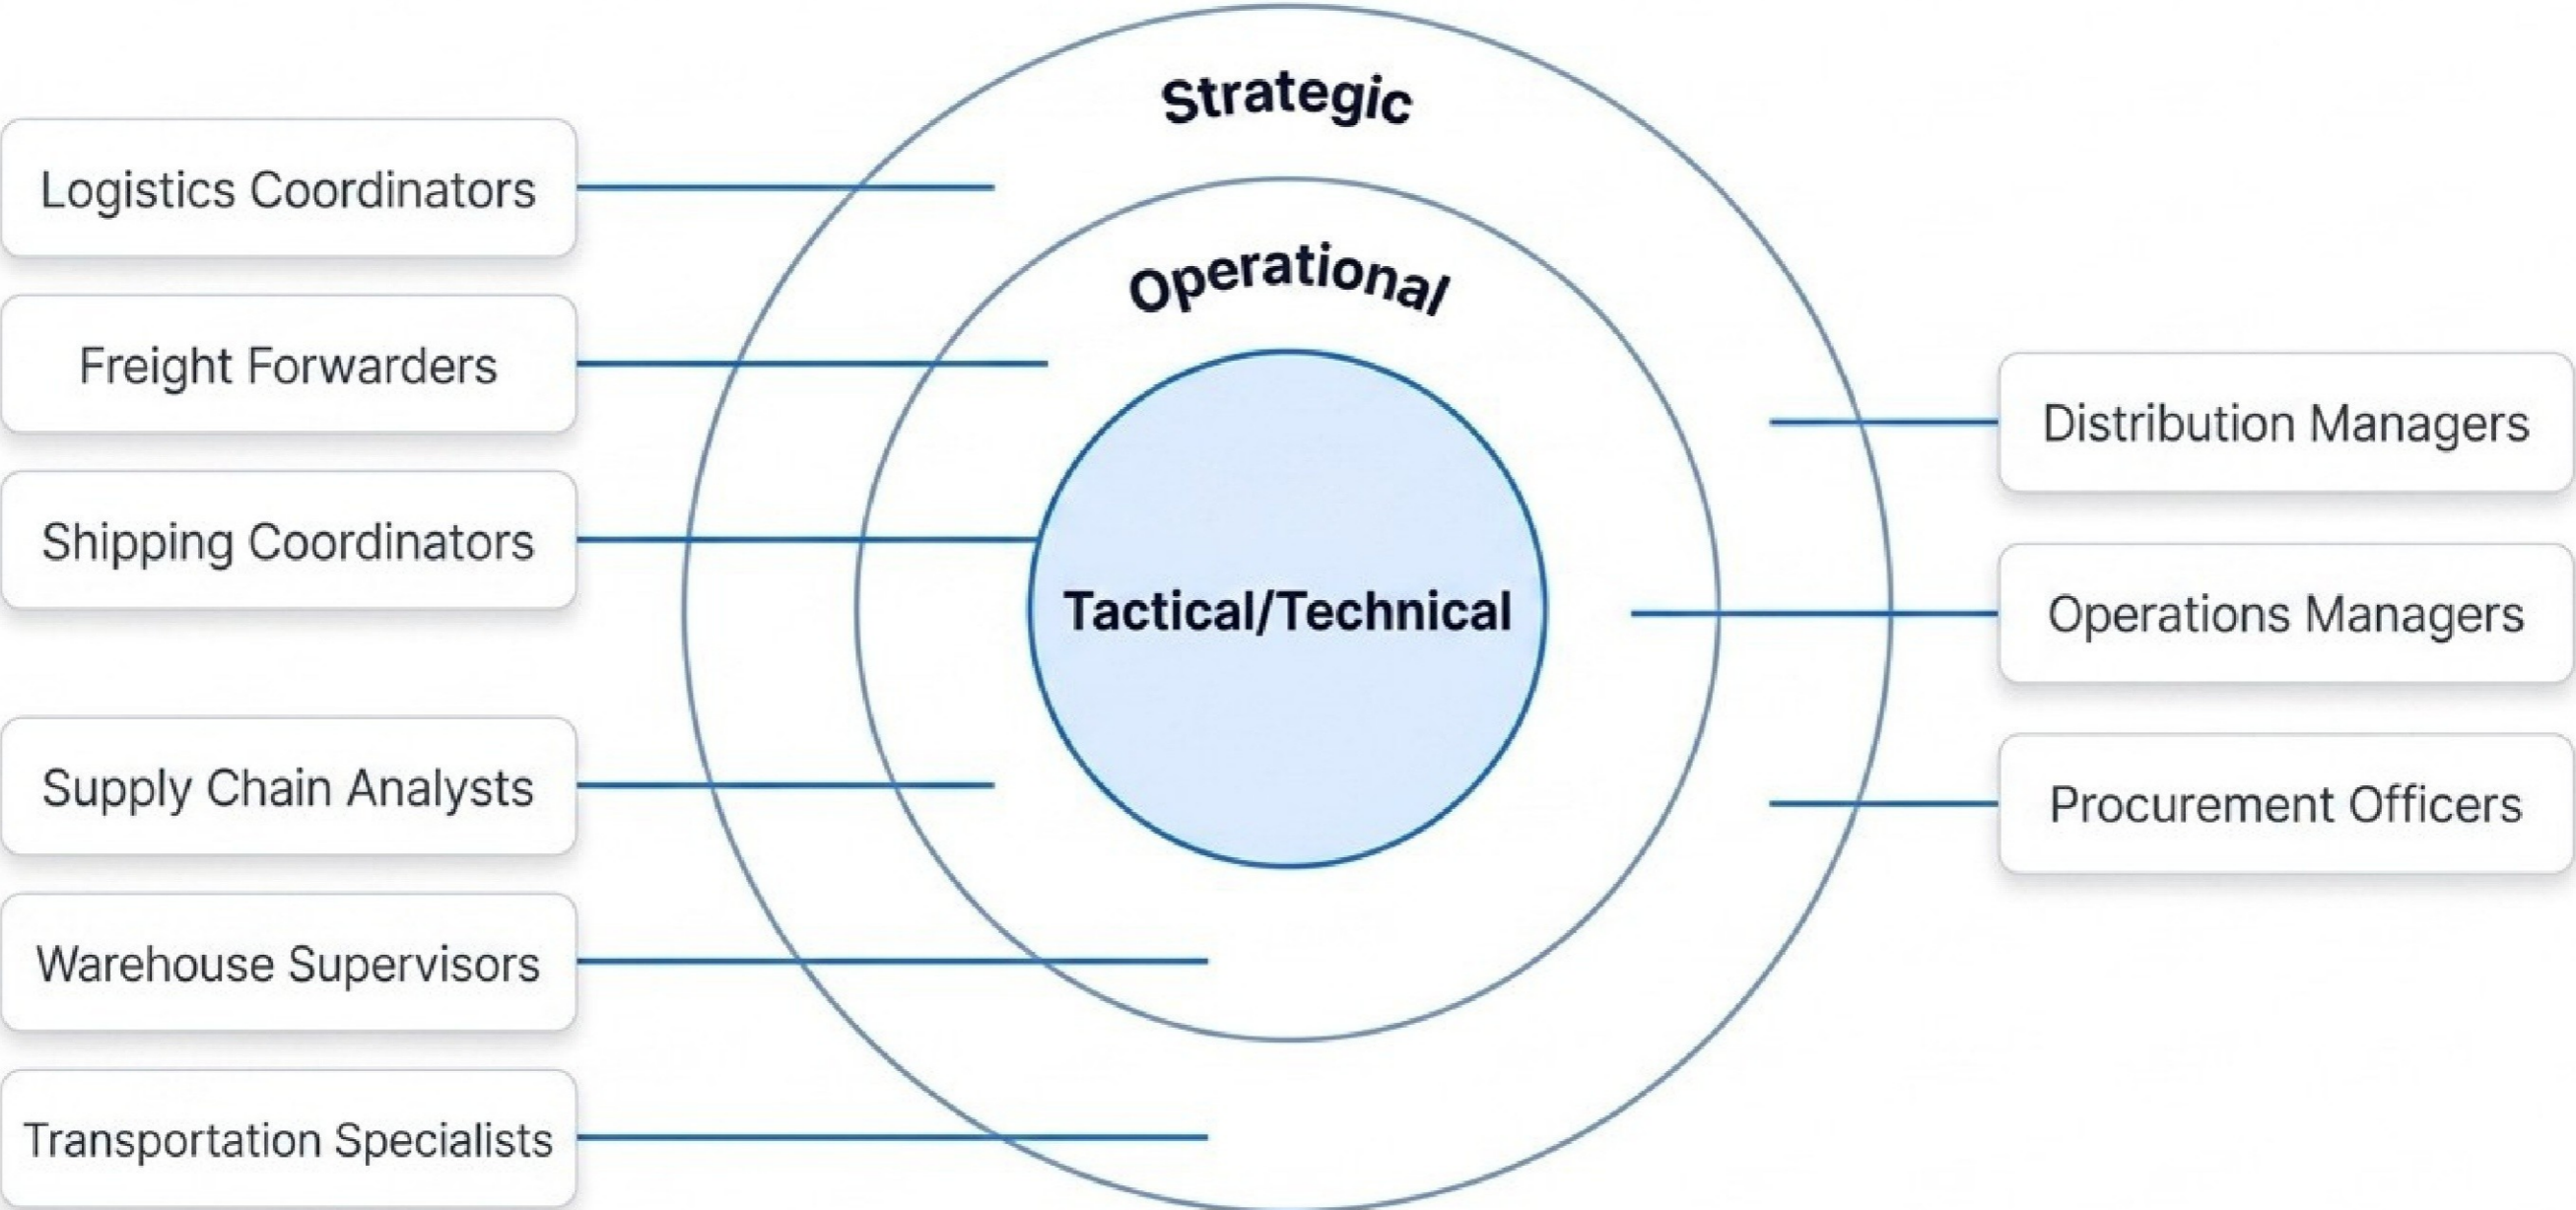 Strategic
Operational
Tactical/Technical
Logistics Coordinators
Freight Forwarders
Shipping Coordinators
Supply Chain Analysts
Warehouse Supervisors
Transportation Specialists
Distribution Managers
Operations Managers
Procurement Officers